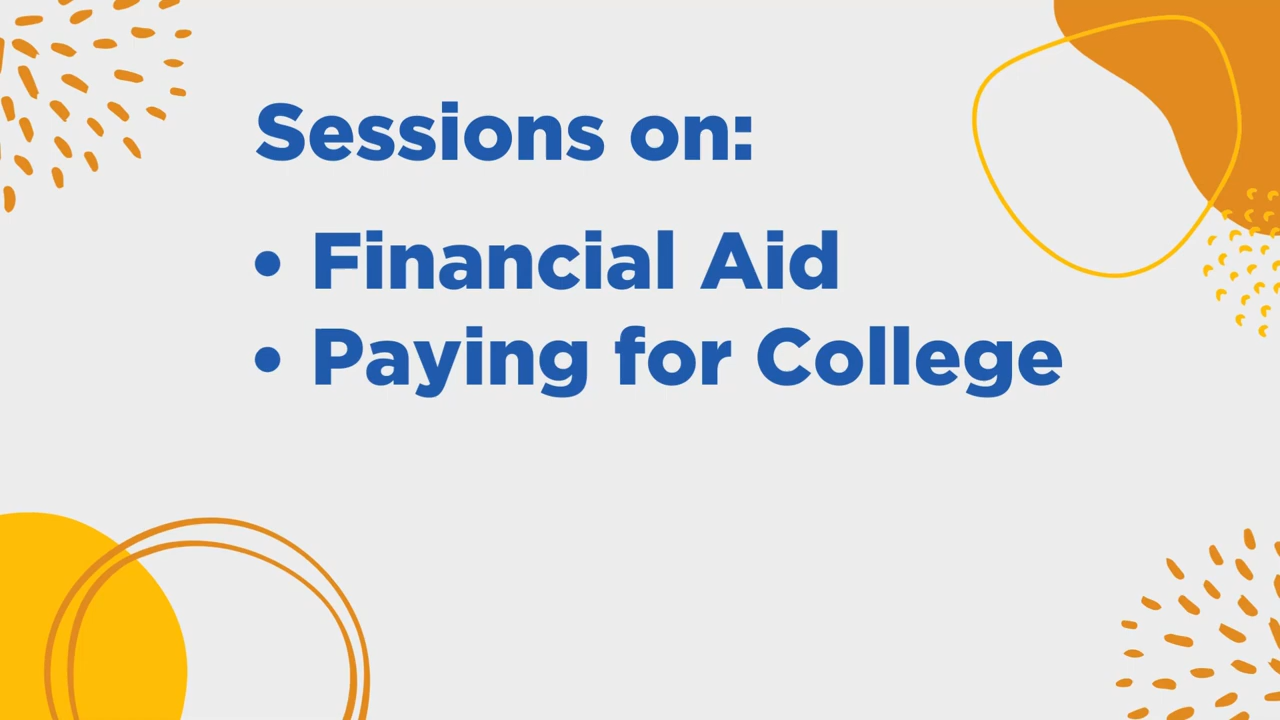 Sessions on:
• Financial Aid
• Paying for College